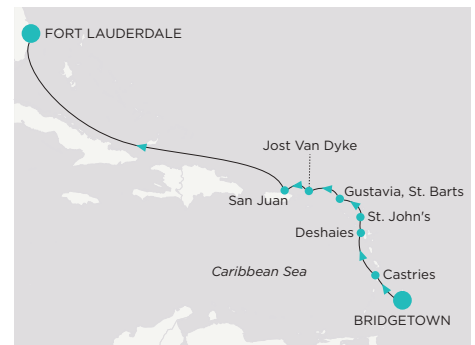 FORT LAUDERDALE
Jost Van Dyke
San Juan
Gustavia, St. Barts
St. John's
Deshaies
Caribbean Sea
Castries
BRIDGETOWN